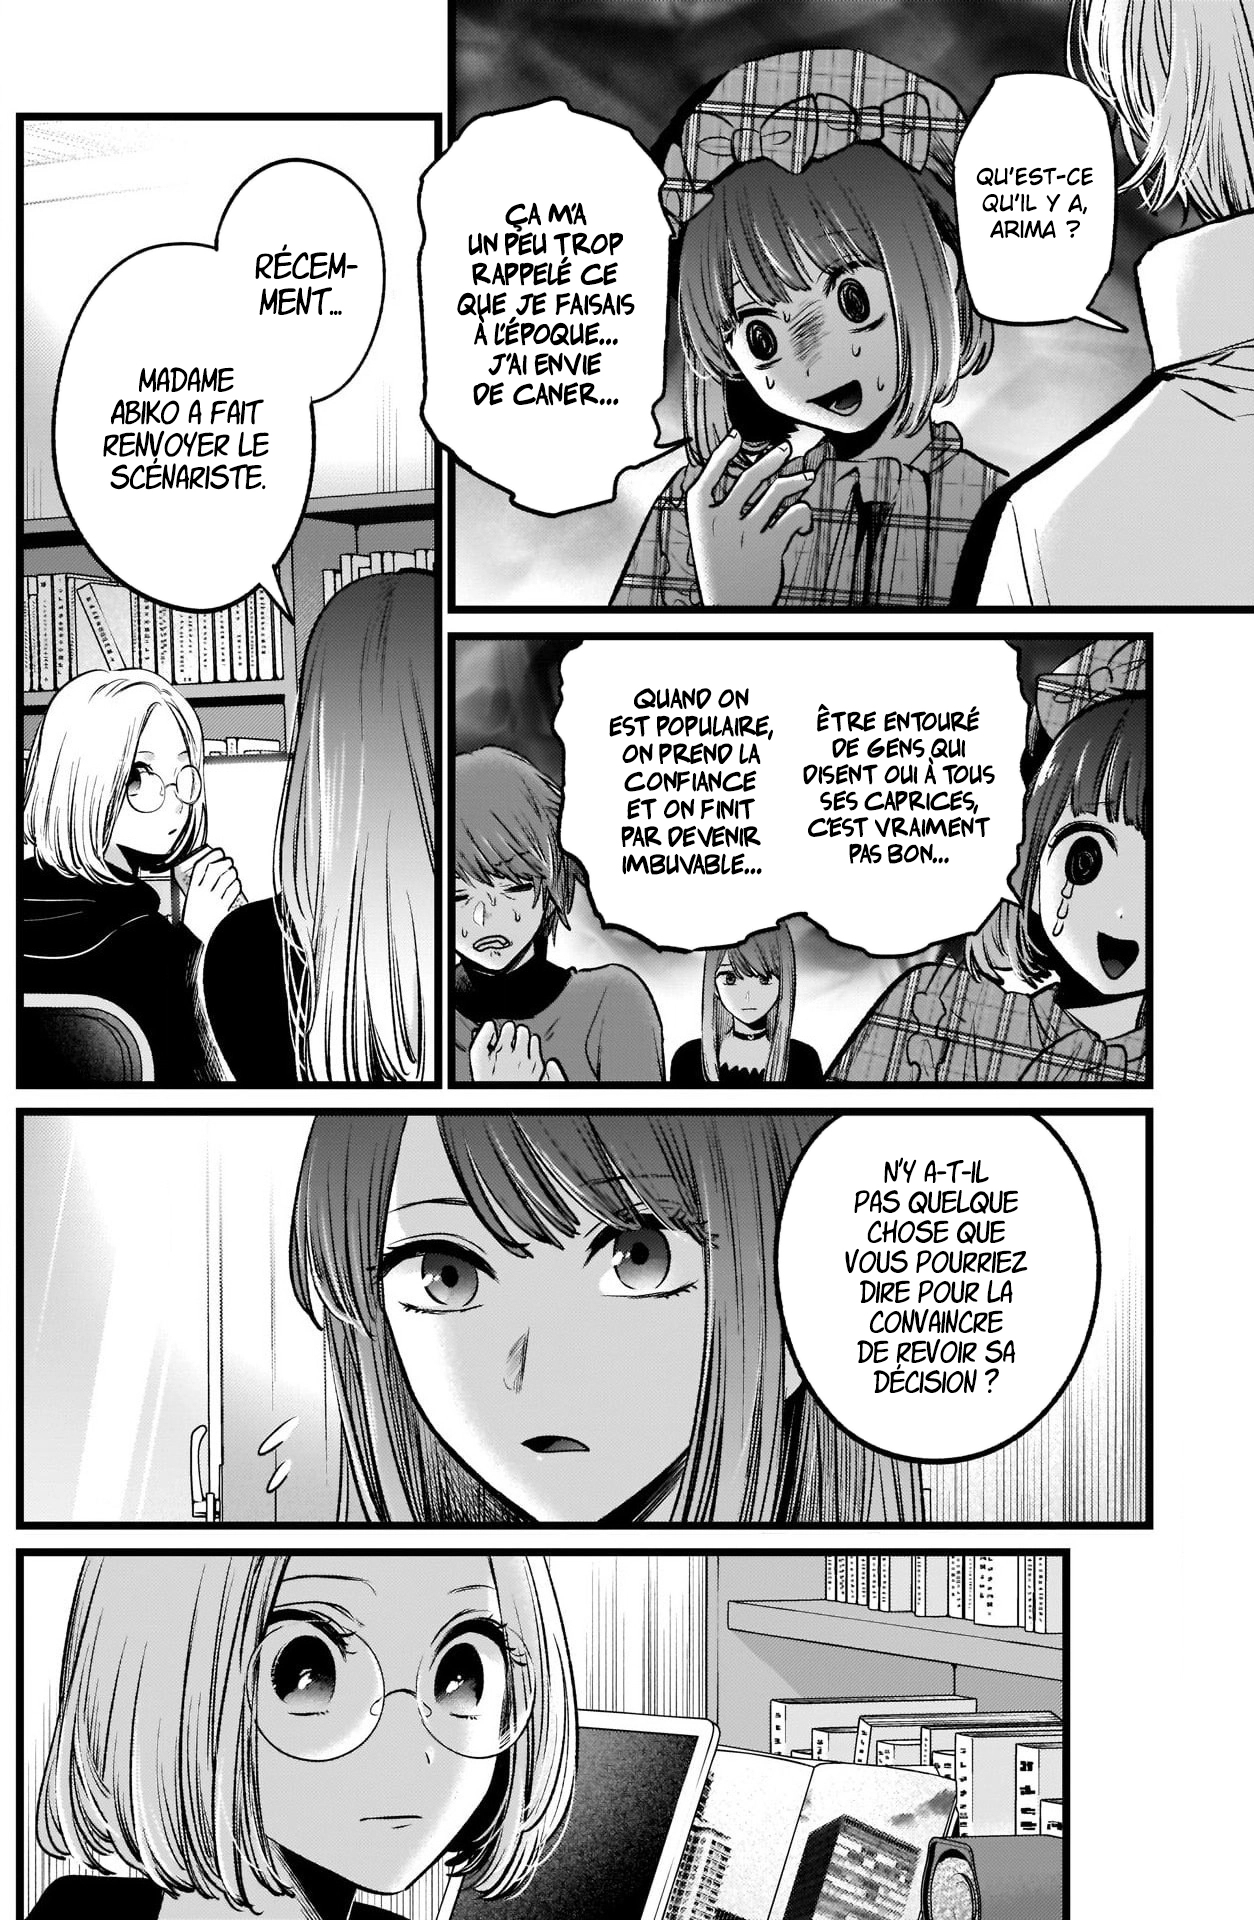 QU'EST-CE
QU'IL Y A,
ARIMA ?
ÇA M'A
UN PEU TROP
RAPPELÉ CE
QUE JE FAISAIS
À L'ÉPOQUE...
J'AI ENVIE
DE CANER...
ÊTRE ENTOURÉ
DE GENS QUI
DISENT OUI À TOUS
SES CAPRICES,
C'EST VRAIMENT
PAS BON...
QUAND ON
EST POPULAIRE,
ON PREND LA
CONFIANCE
ET ON FINIT
PAR DEVENIR
IMBUVABLE...
RÉCEM-
MENT...
MADAME
ABIKO A FAIT
RENVOYER LE
SCÉNARISTE.
N'Y A-T-IL
PAS QUELQUE
CHOSE QUE
VOUS POURRIEZ
DIRE POUR LA
CONVAINCRE
DE REVOIR SA
DÉCISION ?